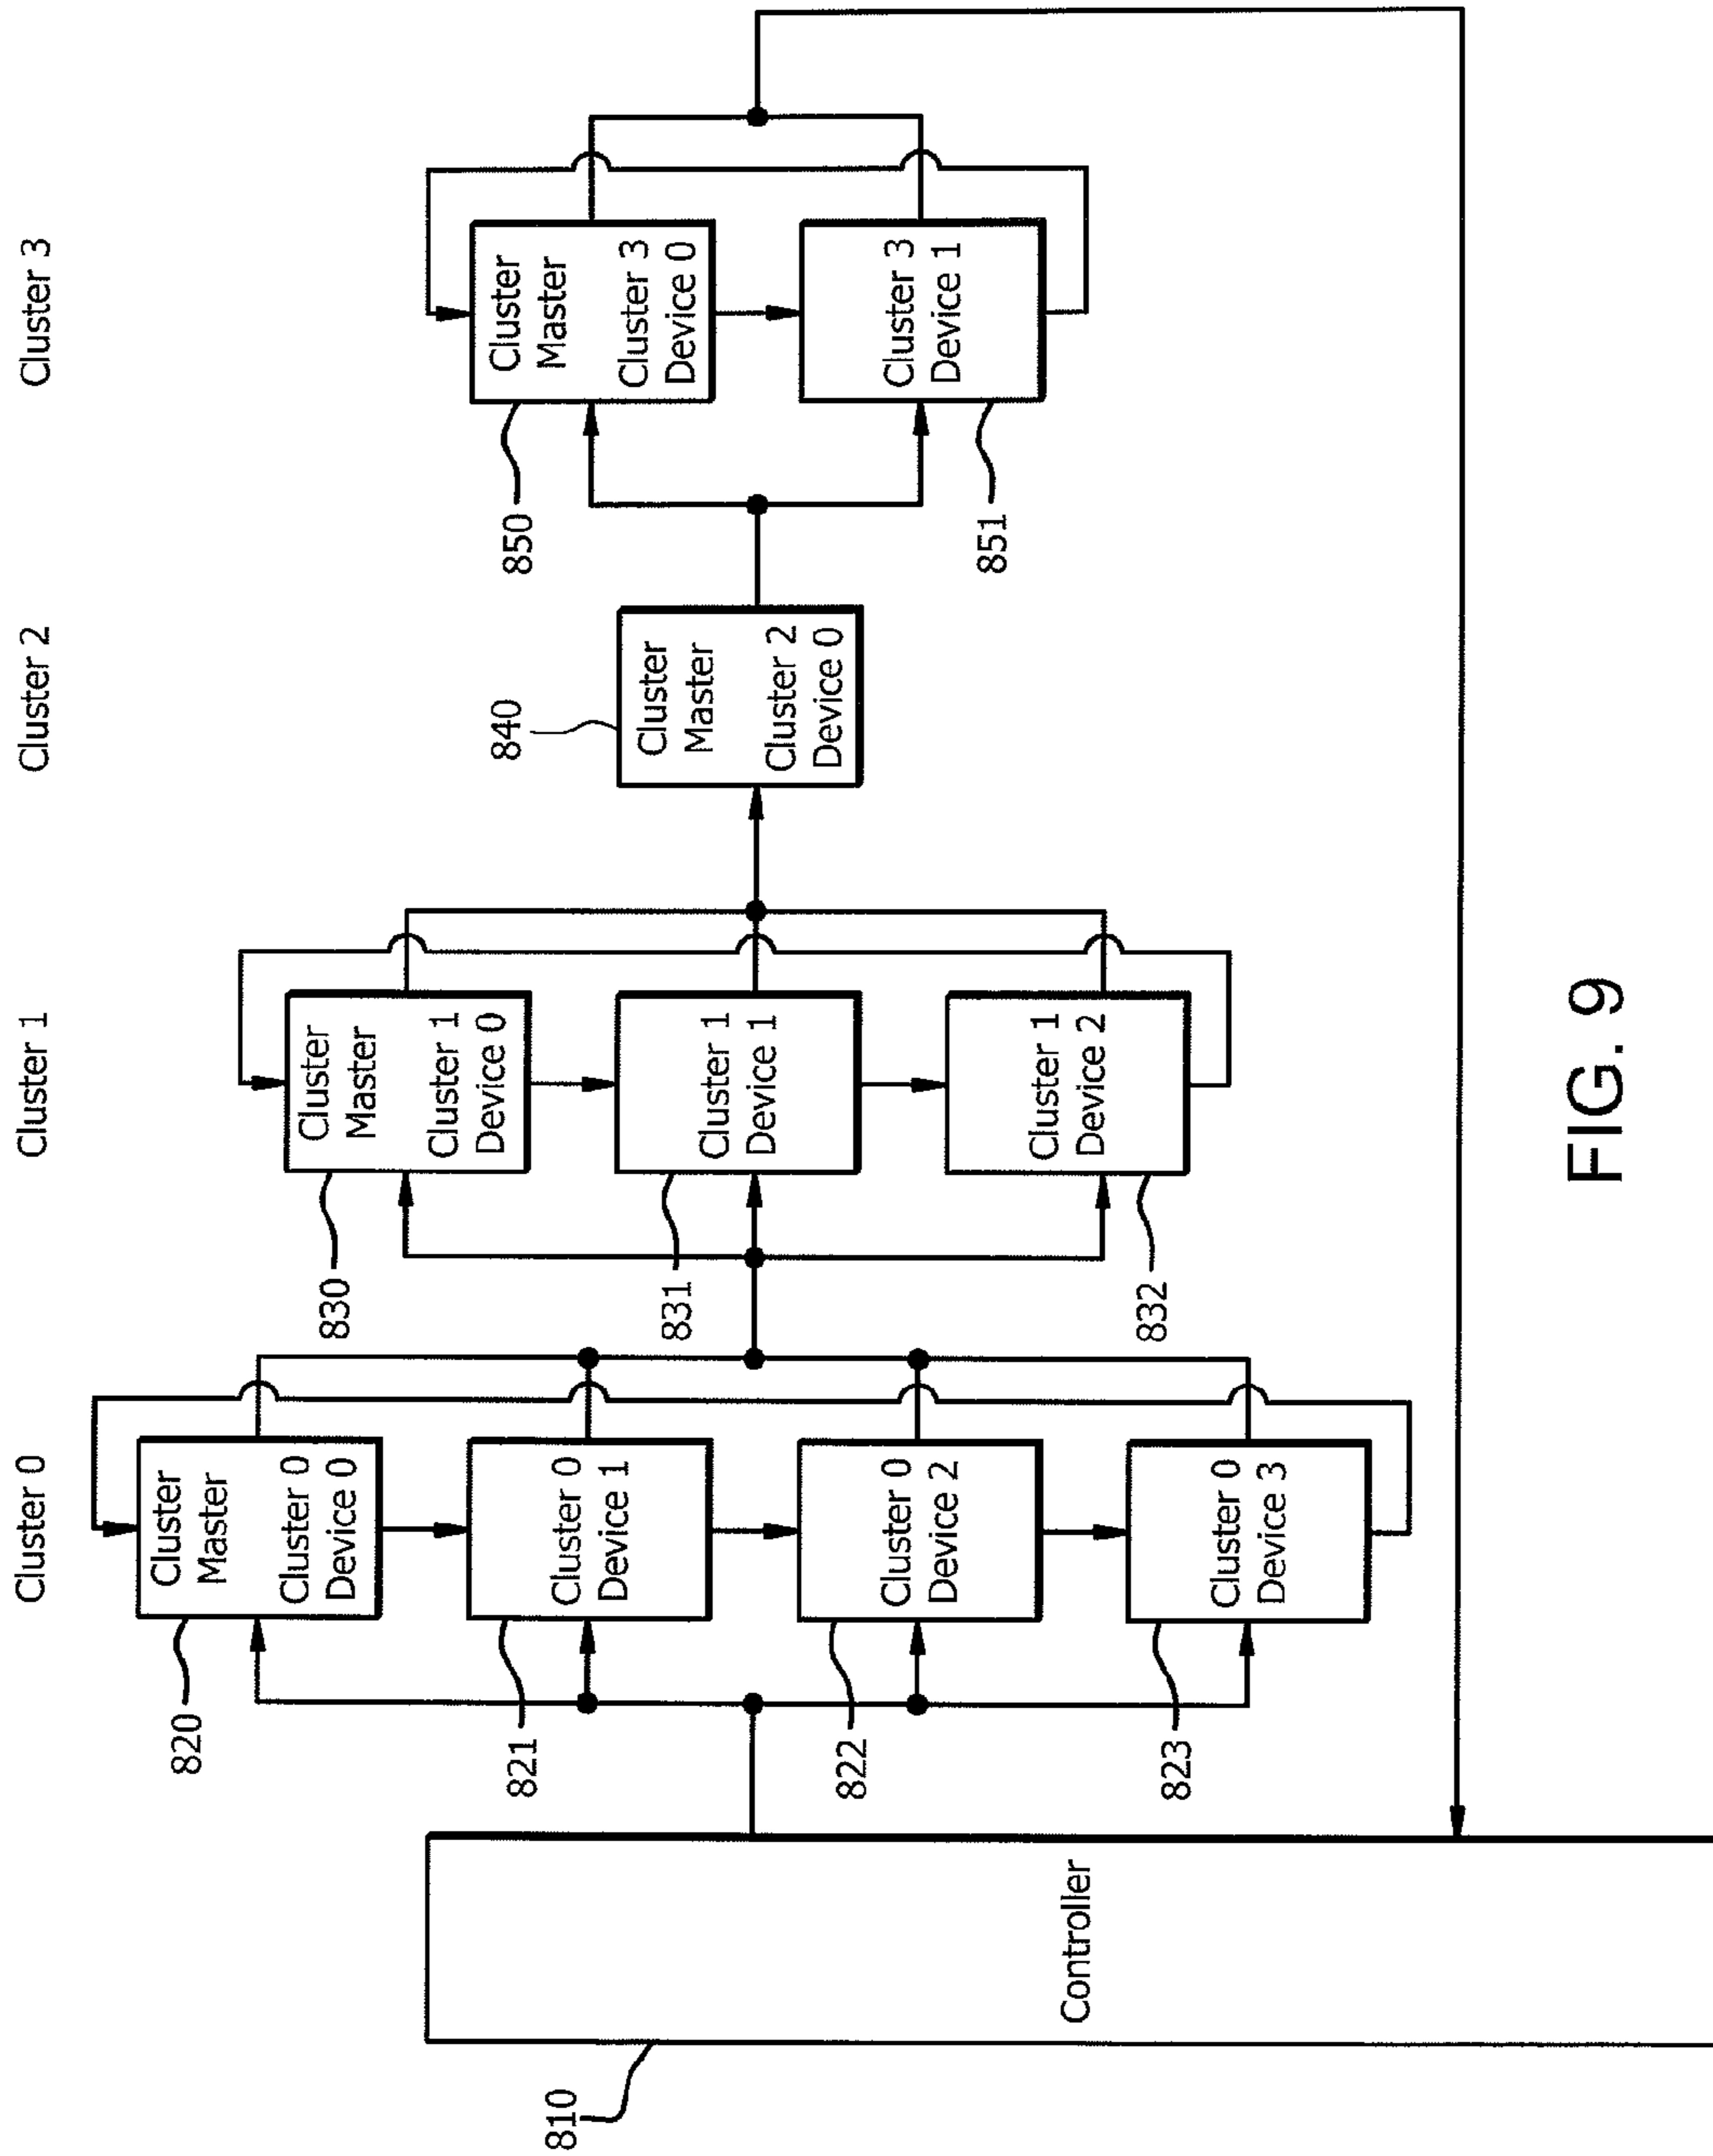 Cluster 0
Cluster 1
Cluster 2
Cluster 3
810
Controller
820
Cluster
Master
Cluster 0
Device 0
821
Cluster 0
Device 1
822
Cluster 0
Device 2
823
Cluster 0
Device 3
830
Cluster
Master
Cluster 1
Device 0
831
Cluster 1
Device 1
832
Cluster 1
Device 2
840
Cluster
Master
Cluster 2
Device 0
850
Cluster
Master
Cluster 3
Device 0
851
Cluster 3
Device 1
FIG. 9